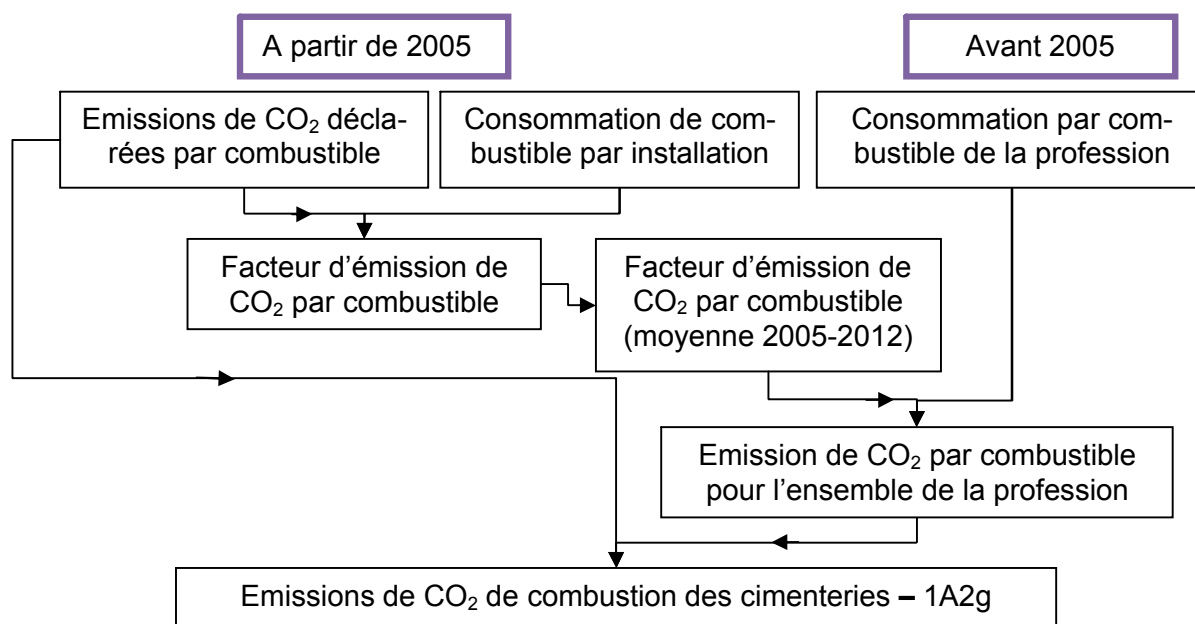 A partir de 2005
Avant 2005
Emissions de CO₂ décla-
rées par combustible
Consommation de com-
bustible par installation
Consommation par com-
bustible de la profession
Facteur d’émission de
CO₂ par combustible
Facteur d’émission de
CO₂ par combustible
(moyenne 2005-2012)
Emission de CO₂ par combustible
pour l’ensemble de la profession
Emissions de CO₂ de combustion des cimenteries – 1A2g